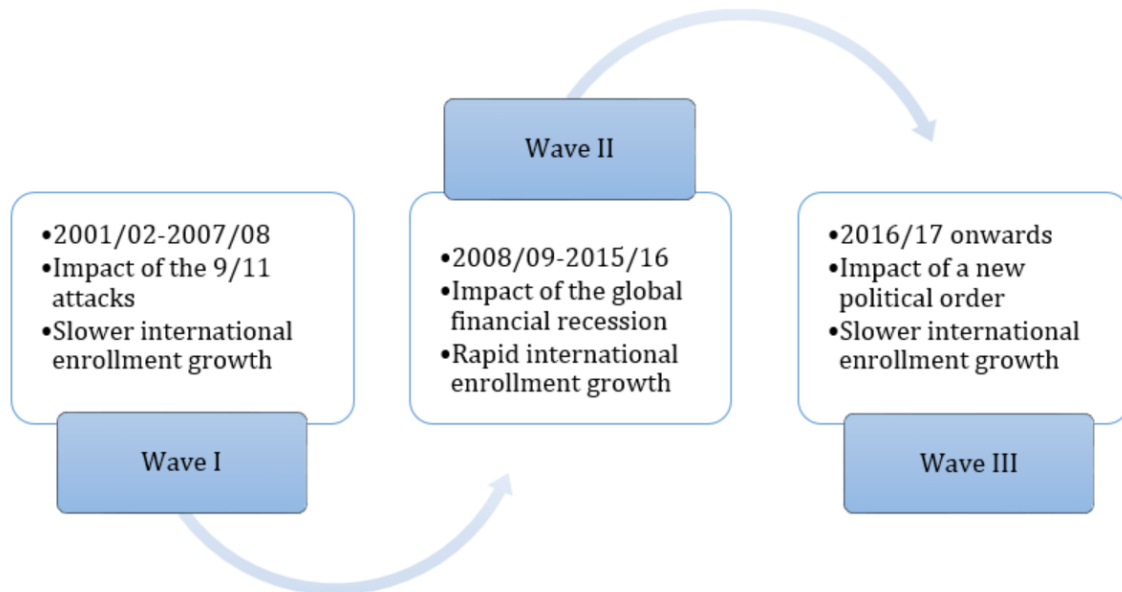 •2001/02-2007/08
•Impact of the 9/11
attacks
•Slower international
enrollment growth
Wave I
Wave II
•2008/09-2015/16
•Impact of the global
financial recession
•Rapid international
enrollment growth
•2016/17 onwards
•Impact of a new
political order
•Slower international
enrollment growth
Wave III